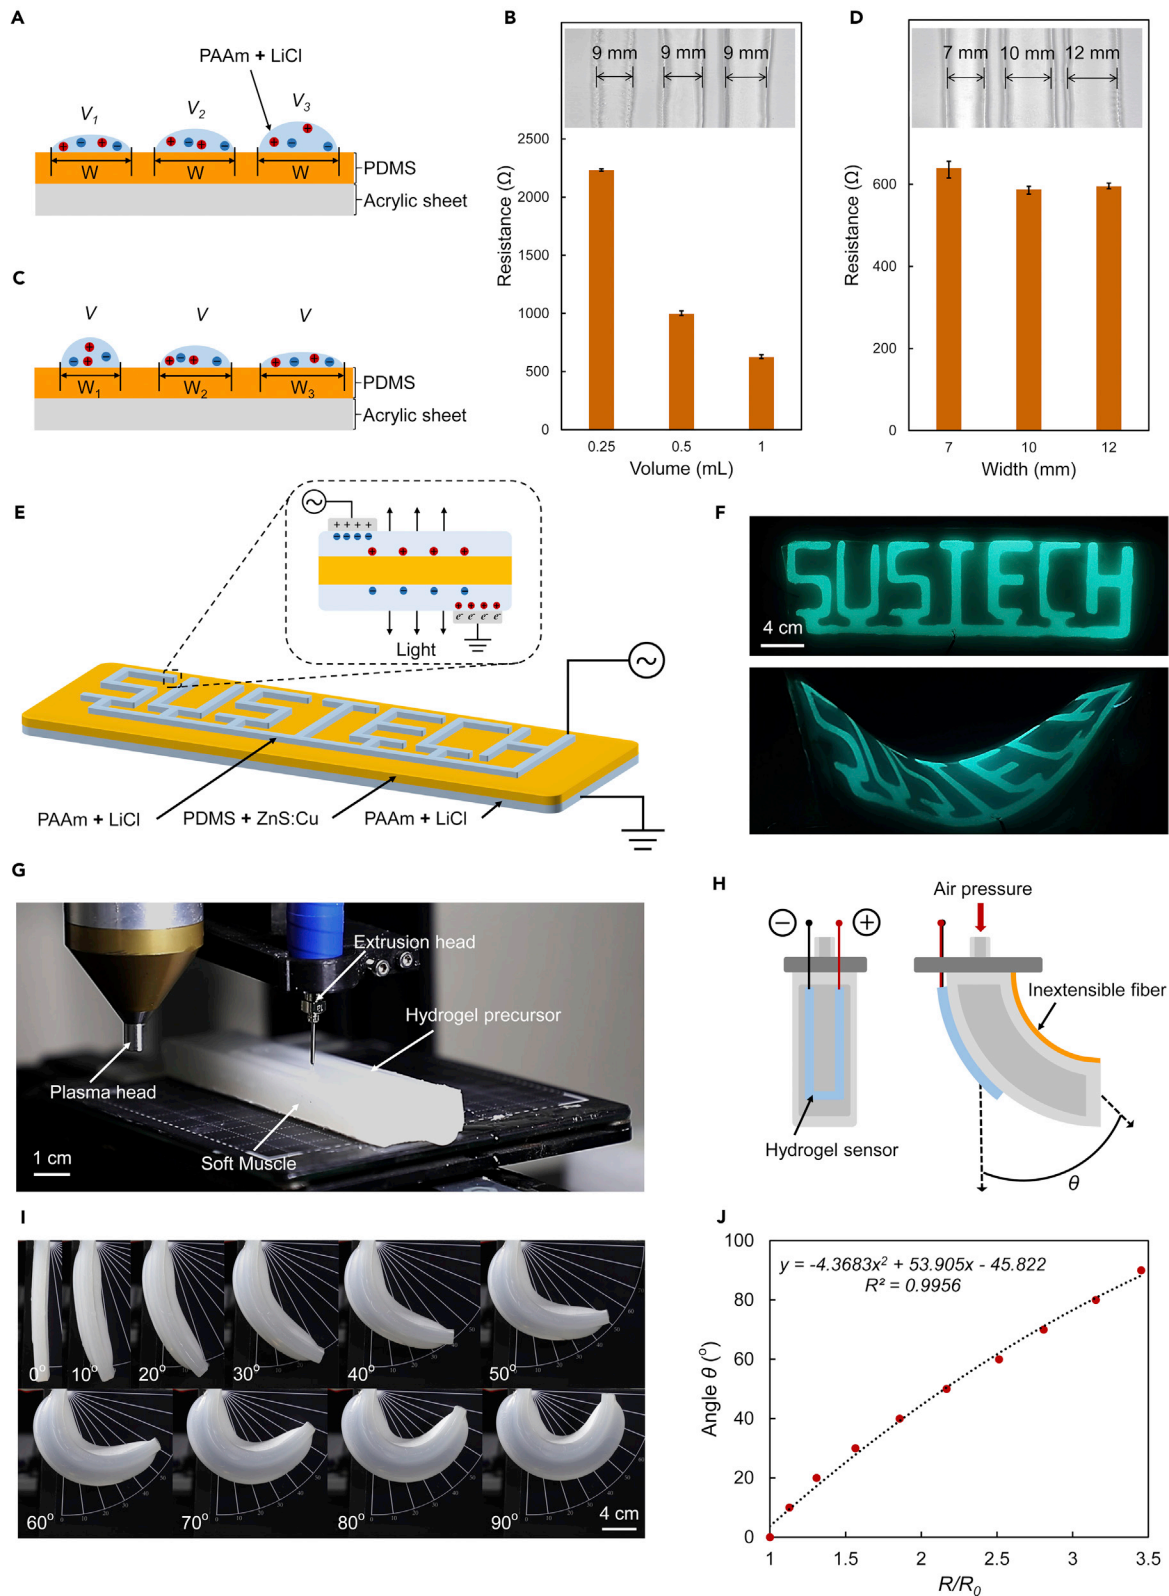 A
PAAm + LiCl
V1
V2
V3
W
W
W
PDMS
Acrylic sheet
B
9 mm
9 mm
9 mm
Resistance (Ω)
2500
2000
1500
1000
500
0
0.25
0.5
1
Volume (mL)
D
7 mm
10 mm
12 mm
Resistance (Ω)
600
400
200
0
7
10
12
Width (mm)
C
V
V
V
W1
W2
W3
PDMS
Acrylic sheet
E
+ + + +
e- e- e- e-
Light
PAAm + LiCl
PDMS + ZnS:Cu
PAAm + LiCl
SUSTECH
F
SUSTECH
4 cm
SUSTECH
G
Extrusion head
Hydrogel precursor
Plasma head
Soft Muscle
1 cm
H
Air pressure
− +
Inextensible fiber
Hydrogel sensor
θ
I
0°
10°
20°
30°
40°
50°
60°
70°
80°
90°
4 cm
J
Angle θ (°)
100
80
60
40
20
0
y = -4.3683x² + 53.905x - 45.822
R² = 0.9956
1
1.5
2
2.5
3
3.5
R/R0